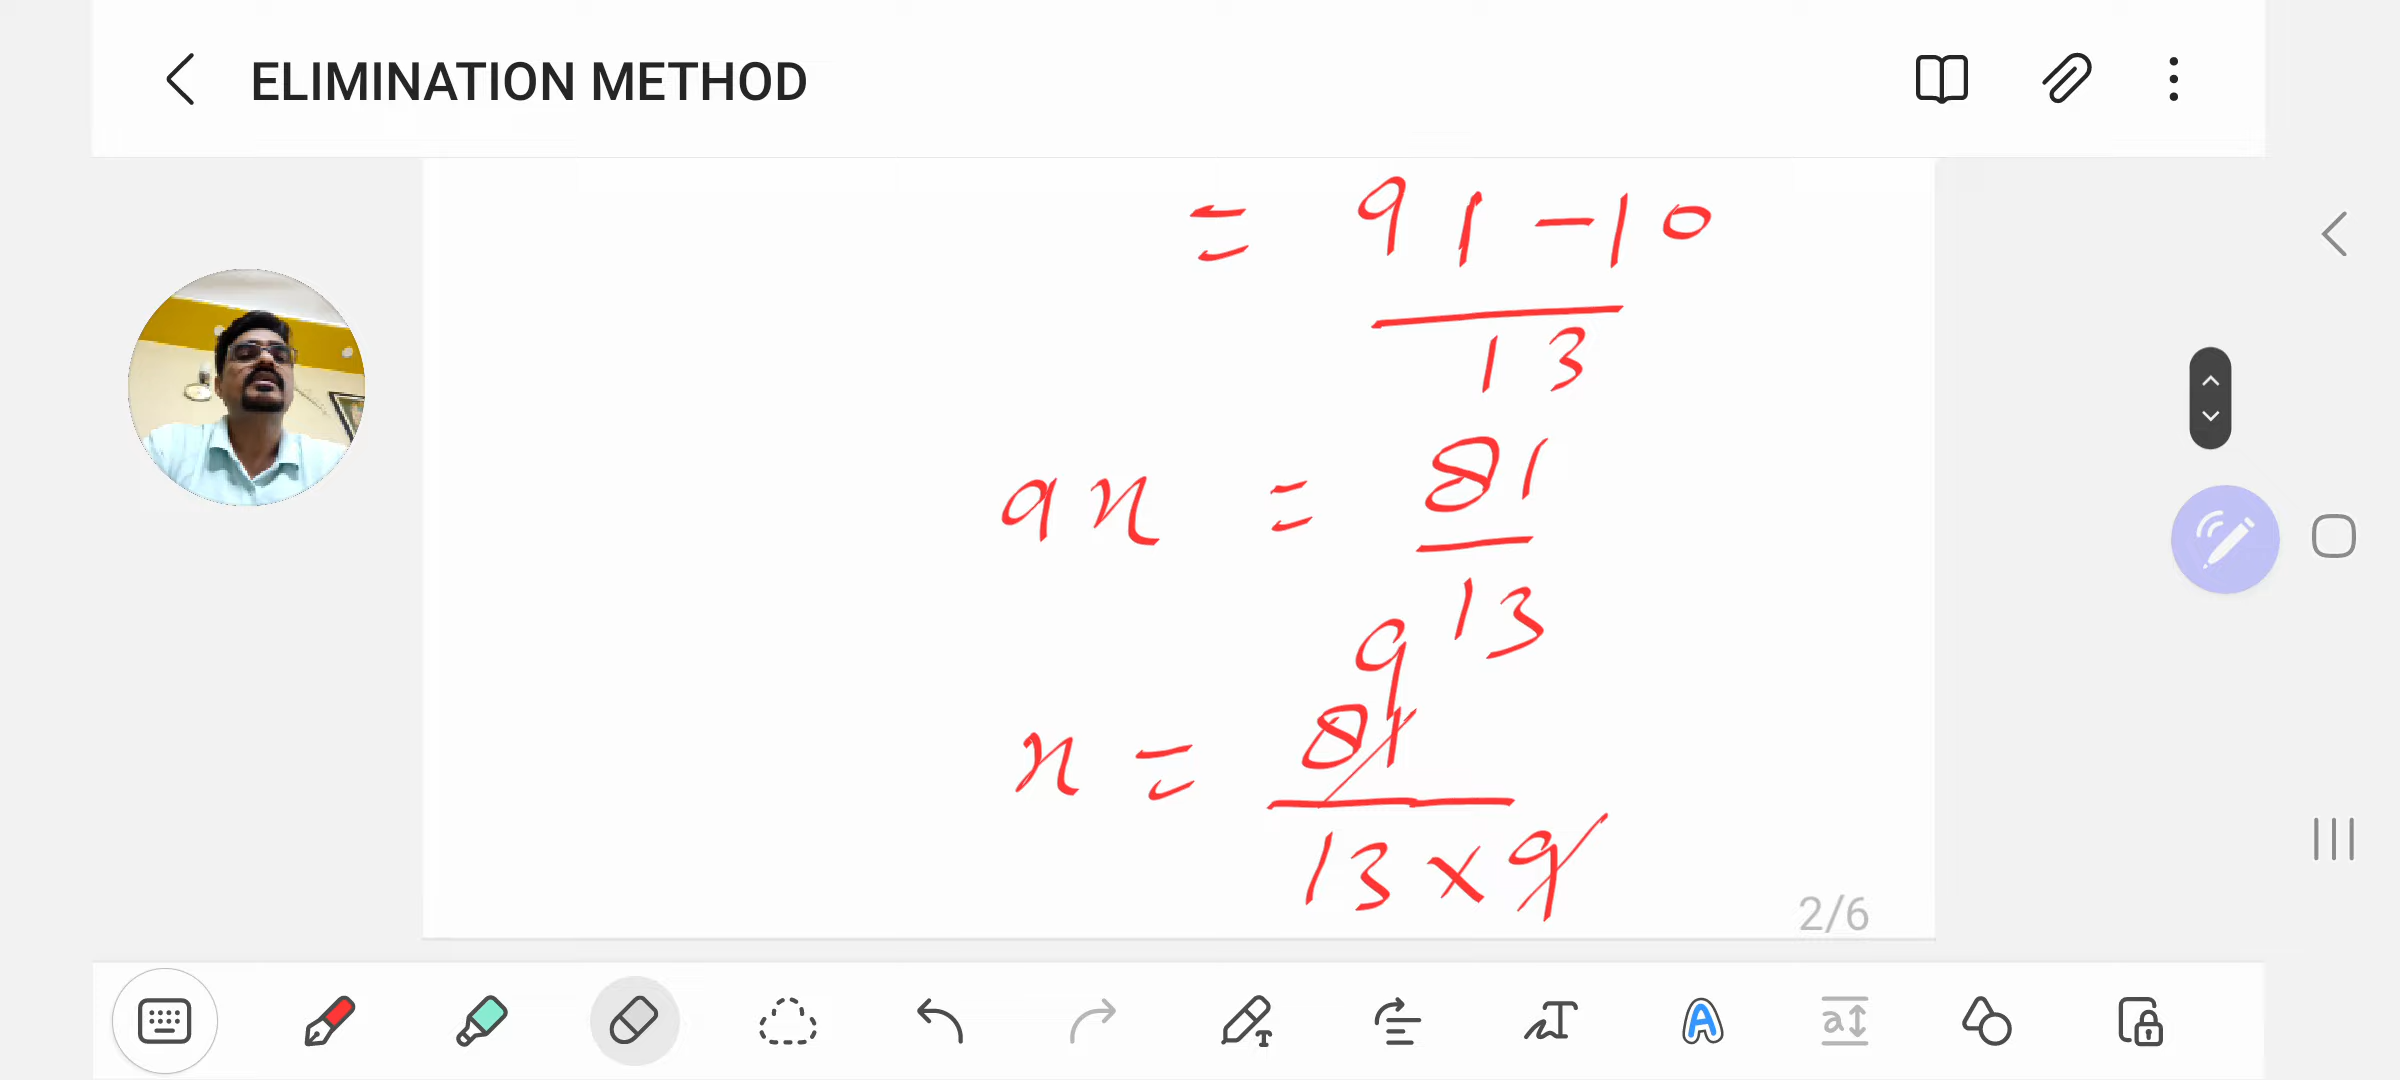 ELIMINATION METHOD
= 91-10
13
9x = 81
13
9
x = 81
13×9
2/6